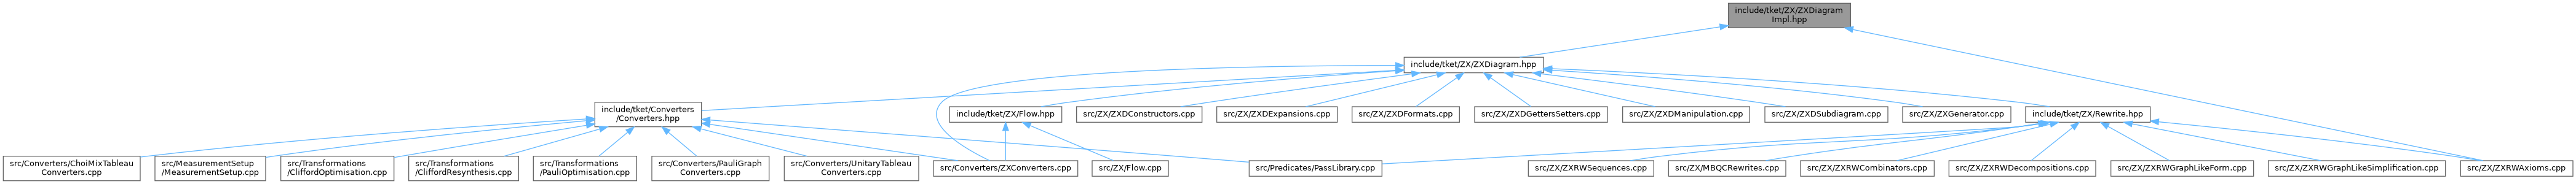 include/tket/ZX/ZXDiagram
Impl.hpp
include/tket/ZX/ZXDiagram.hpp
include/tket/Converters
/Converters.hpp
include/tket/ZX/Flow.hpp
src/ZX/ZXDConstructors.cpp
src/ZX/ZXDExpansions.cpp
src/ZX/ZXDFormats.cpp
src/ZX/ZXDGettersSetters.cpp
src/ZX/ZXDManipulation.cpp
src/ZX/ZXDSubdiagram.cpp
src/ZX/ZXGenerator.cpp
include/tket/ZX/Rewrite.hpp
src/Converters/ChoiMixTableau
Converters.cpp
src/MeasurementSetup
/MeasurementSetup.cpp
src/Transformations
/CliffordOptimisation.cpp
src/Transformations
/CliffordResynthesis.cpp
src/Transformations
/PauliOptimisation.cpp
src/Converters/PauliGraph
Converters.cpp
src/Converters/UnitaryTableau
Converters.cpp
src/Converters/ZXConverters.cpp
src/ZX/Flow.cpp
src/Predicates/PassLibrary.cpp
src/ZX/ZXRWSequences.cpp
src/ZX/MBQCRewrites.cpp
src/ZX/ZXRWCombinators.cpp
src/ZX/ZXRWDecompositions.cpp
src/ZX/ZXRWGraphLikeForm.cpp
src/ZX/ZXRWGraphLikeSimplification.cpp
src/ZX/ZXRWAxioms.cpp